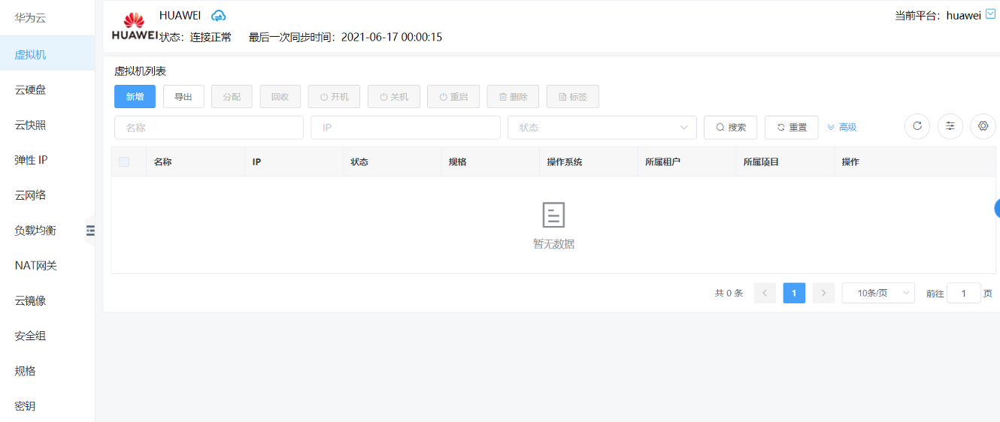 华为云
虚拟机
云硬盘
云快照
弹性 IP
云网络
负载均衡
NAT网关
云镜像
安全组
规格
密钥
HUAWEI
HUAWEI
状态：连接正常 最后一次同步时间：2021-06-17 00:00:15
当前平台：huawei
虚拟机列表
新增 导出 分配 回收 开机 关机 重启 删除 标签
名称 IP 状态 搜索 重置 高级
名称 IP 状态 规格 操作系统 所属租户 所属项目 操作
暂无数据
共 0 条 1 10条/页 前往 1 页